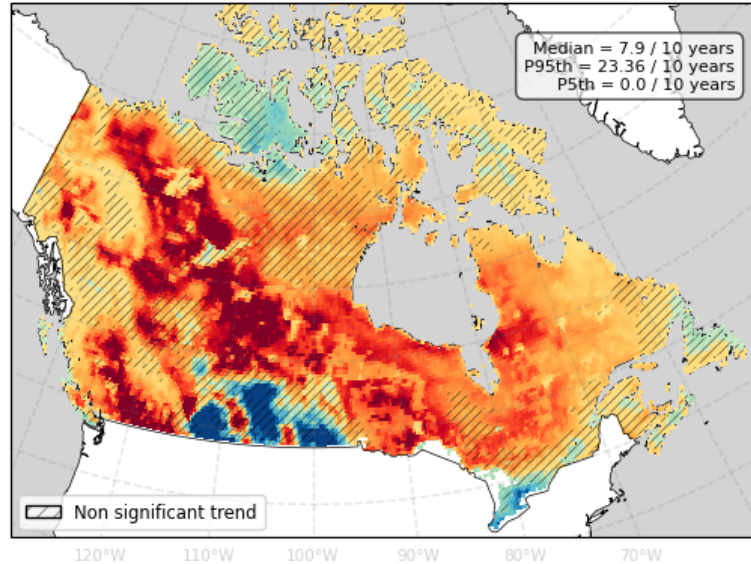 Median = 7.9 / 10 years
P95th = 23.36 / 10 years
P5th = 0.0 / 10 years
Non significant trend
120°W 110°W 100°W 90°W 80°W 70°W